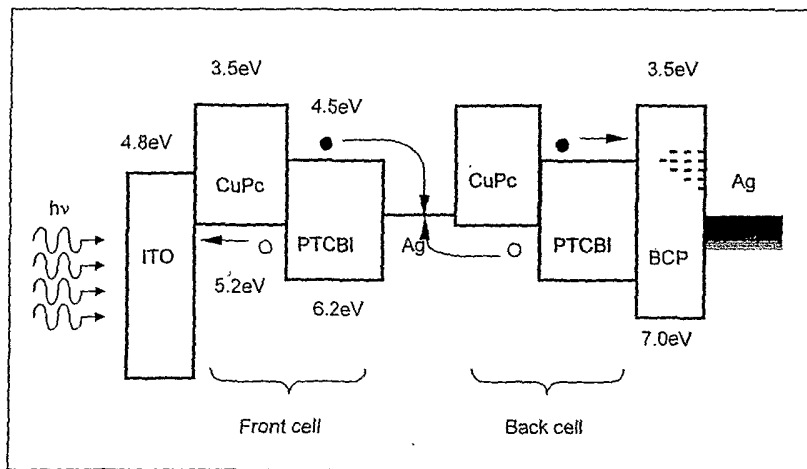 3.5eV
3.5eV
4.5eV
4.8eV
CuPc
CuPc
Ag
hν
ITO
PTCBI
Ag
PTCBI
BCP
5.2eV
6.2eV
7.0eV
Front cell
Back cell